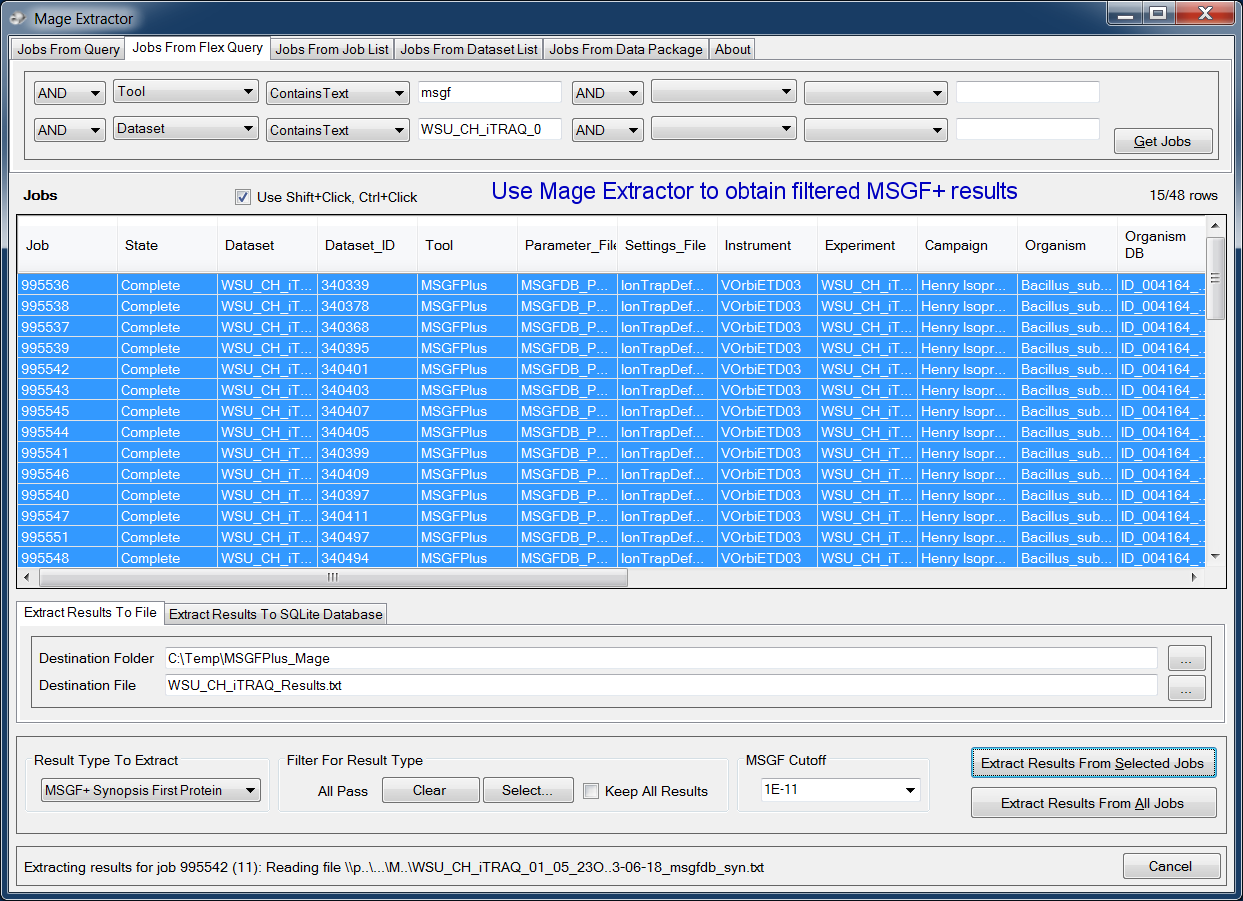 Mage Extractor
Jobs From Query Jobs From Flex Query Jobs From Job List Jobs From Dataset List Jobs From Data Package About
AND Tool ContainsText msgf AND
AND Dataset ContainsText WSU_CH_iTRAQ_0 AND
Get Jobs
Jobs Use Shift+Click, Ctrl+Click Use Mage Extractor to obtain filtered MSGF+ results 15/48 rows
Job State Dataset Dataset_ID Tool Parameter_File Settings_File Instrument Experiment Campaign Organism Organism DB
995536 Complete WSU_CH_iT... 340339 MSGFPlus MSGFDB_P... IonTrapDef... VOrbiETD03 WSU_CH_iT... Henry Isopr... Bacillus_sub... ID_004164_...
995538 Complete WSU_CH_iT... 340378 MSGFPlus MSGFDB_P... IonTrapDef... VOrbiETD03 WSU_CH_iT... Henry Isopr... Bacillus_sub... ID_004164_...
995537 Complete WSU_CH_iT... 340368 MSGFPlus MSGFDB_P... IonTrapDef... VOrbiETD03 WSU_CH_iT... Henry Isopr... Bacillus_sub... ID_004164_...
995539 Complete WSU_CH_iT... 340395 MSGFPlus MSGFDB_P... IonTrapDef... VOrbiETD03 WSU_CH_iT... Henry Isopr... Bacillus_sub... ID_004164_...
995542 Complete WSU_CH_iT... 340401 MSGFPlus MSGFDB_P... IonTrapDef... VOrbiETD03 WSU_CH_iT... Henry Isopr... Bacillus_sub... ID_004164_...
995543 Complete WSU_CH_iT... 340403 MSGFPlus MSGFDB_P... IonTrapDef... VOrbiETD03 WSU_CH_iT... Henry Isopr... Bacillus_sub... ID_004164_...
995545 Complete WSU_CH_iT... 340407 MSGFPlus MSGFDB_P... IonTrapDef... VOrbiETD03 WSU_CH_iT... Henry Isopr... Bacillus_sub... ID_004164_...
995544 Complete WSU_CH_iT... 340405 MSGFPlus MSGFDB_P... IonTrapDef... VOrbiETD03 WSU_CH_iT... Henry Isopr... Bacillus_sub... ID_004164_...
995541 Complete WSU_CH_iT... 340399 MSGFPlus MSGFDB_P... IonTrapDef... VOrbiETD03 WSU_CH_iT... Henry Isopr... Bacillus_sub... ID_004164_...
995546 Complete WSU_CH_iT... 340409 MSGFPlus MSGFDB_P... IonTrapDef... VOrbiETD03 WSU_CH_iT... Henry Isopr... Bacillus_sub... ID_004164_...
995540 Complete WSU_CH_iT... 340397 MSGFPlus MSGFDB_P... IonTrapDef... VOrbiETD03 WSU_CH_iT... Henry Isopr... Bacillus_sub... ID_004164_...
995547 Complete WSU_CH_iT... 340411 MSGFPlus MSGFDB_P... IonTrapDef... VOrbiETD03 WSU_CH_iT... Henry Isopr... Bacillus_sub... ID_004164_...
995551 Complete WSU_CH_iT... 340497 MSGFPlus MSGFDB_P... IonTrapDef... VOrbiETD03 WSU_CH_iT... Henry Isopr... Bacillus_sub... ID_004164_...
995548 Complete WSU_CH_iT... 340494 MSGFPlus MSGFDB_P... IonTrapDef... VOrbiETD03 WSU_CH_iT... Henry Isopr... Bacillus_sub... ID_004164_...
Extract Results To File Extract Results To SQLite Database
Destination Folder C:\Temp\MSGFPlus_Mage ...
Destination File WSU_CH_iTRAQ_Results.txt ...
Result Type To Extract Filter For Result Type MSGF Cutoff Extract Results From Selected Jobs
MSGF+ Synopsis First Protein All Pass Clear Select... Keep All Results 1E-11 Extract Results From All Jobs
Extracting results for job 995542 (11): Reading file \\p..\...\M..\WSU_CH_iTRAQ_01_05_23O..3-06-18_msgfdb_syn.txt Cancel